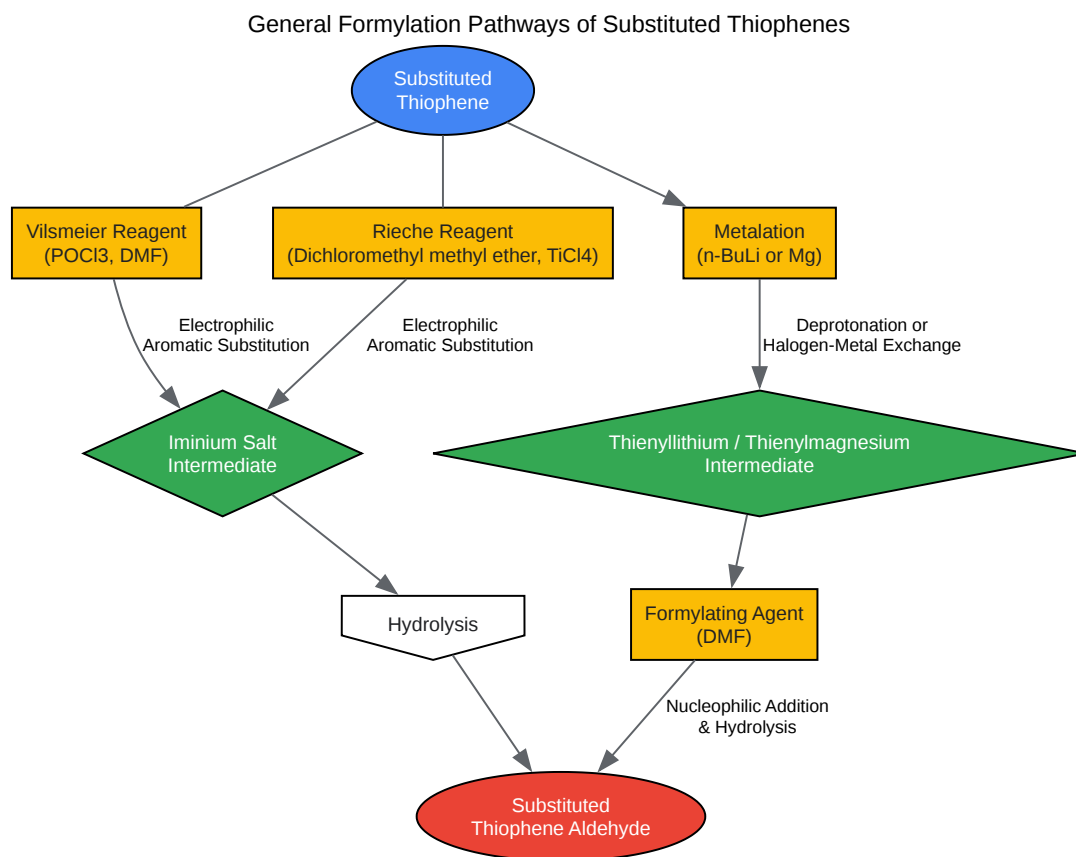 General Formylation Pathways of Substituted Thiophenes
Substituted
Thiophene
Vilsmeier Reagent
(POCl3, DMF)
Rieche Reagent
(Dichloromethyl methyl ether, TiCl4)
Metalation
(n-BuLi or Mg)
Electrophilic
Aromatic Substitution
Electrophilic
Aromatic Substitution
Deprotonation or
Halogen-Metal Exchange
Iminium Salt
Intermediate
Thienyllithium / Thienylmagnesium
Intermediate
Hydrolysis
Formylating Agent
(DMF)
Nucleophilic Addition
& Hydrolysis
Substituted
Thiophene Aldehyde